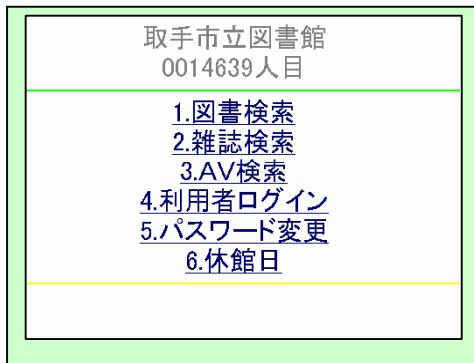 取手市立図書館
0014639人目
1.図書検索
2.雑誌検索
3.AV検索
4.利用者ログイン
5.パスワード変更
6.休館日